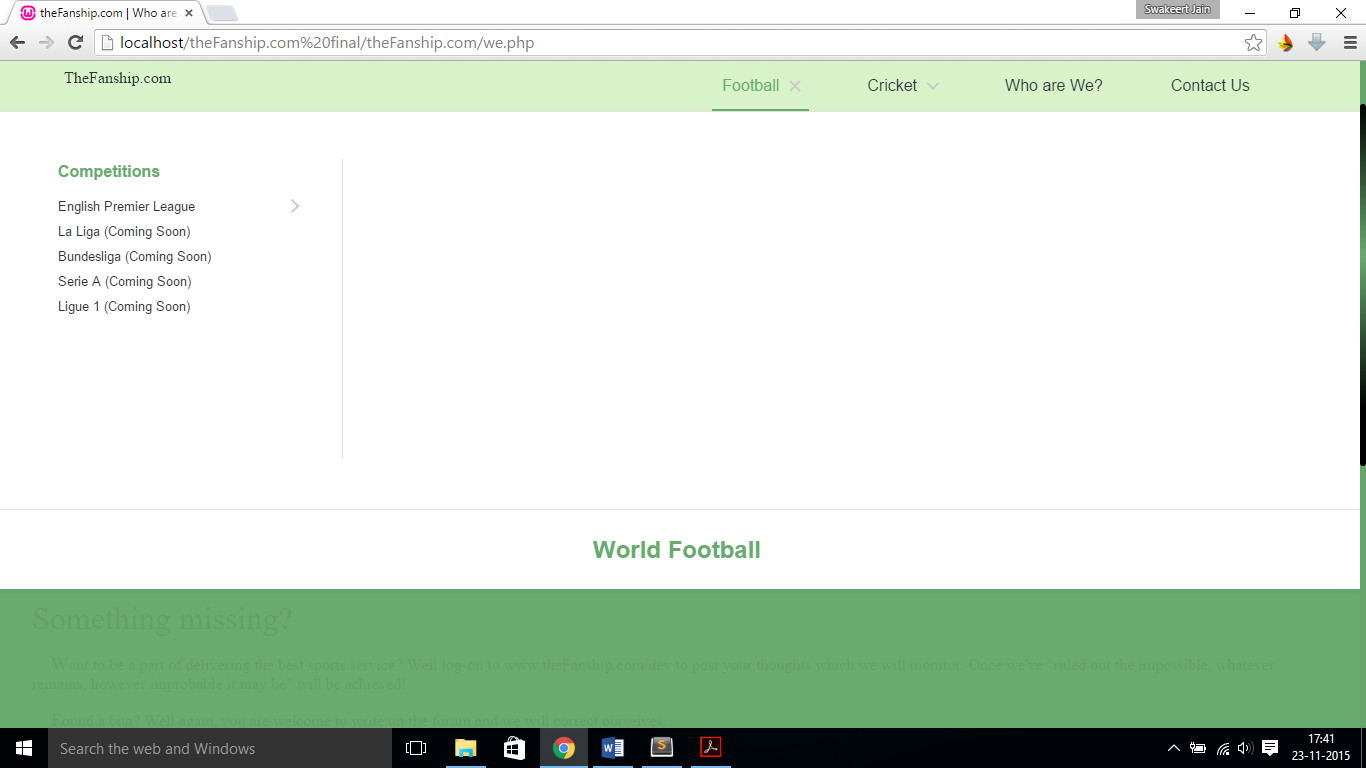 theFanship.com | Who are
Swakeert Jain
localhost/theFanship.com%20final/theFanship.com/we.php
TheFanship.com
Football
Cricket
Who are We?
Contact Us
Competitions
English Premier League
La Liga (Coming Soon)
Bundesliga (Coming Soon)
Serie A (Coming Soon)
Ligue 1 (Coming Soon)
World Football
Something missing?
Want to be a part of delivering the best sports service? Well log-on to www.theFanship.com/dev to post your thoughts which we will monitor. Once we've "ruled out the impossible, whatever
remains, however improbable it may be" will be achieved!
Found a bug? Well again, you are welcome to write on the forum and we will correct ourselves.
Search the web and Windows
17:41
23-11-2015